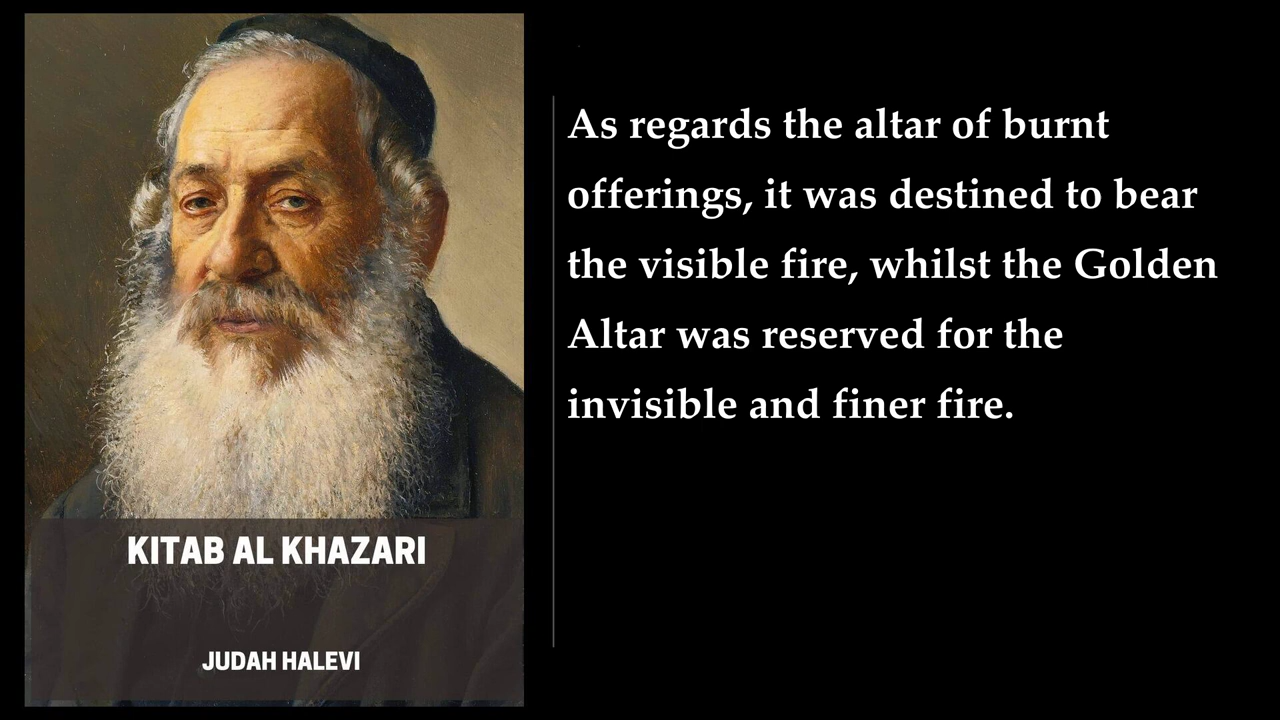 As regards the altar of burnt
offerings, it was destined to bear
the visible fire, whilst the Golden
Altar was reserved for the
invisible and finer fire.
KITAB AL KHAZARI
JUDAH HALEVI